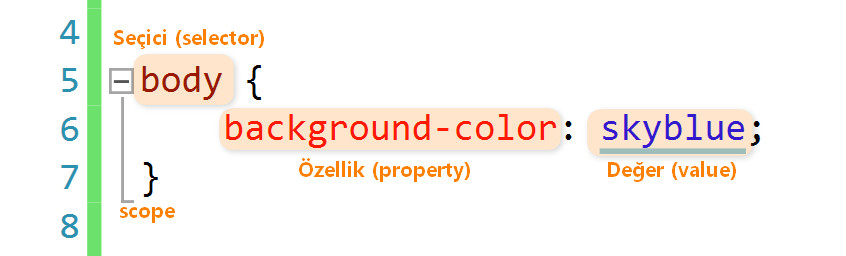 4
Seçici (selector)
5 body {
6 background-color: skyblue;
Özellik (property) Değer (value)
7 }
scope
8